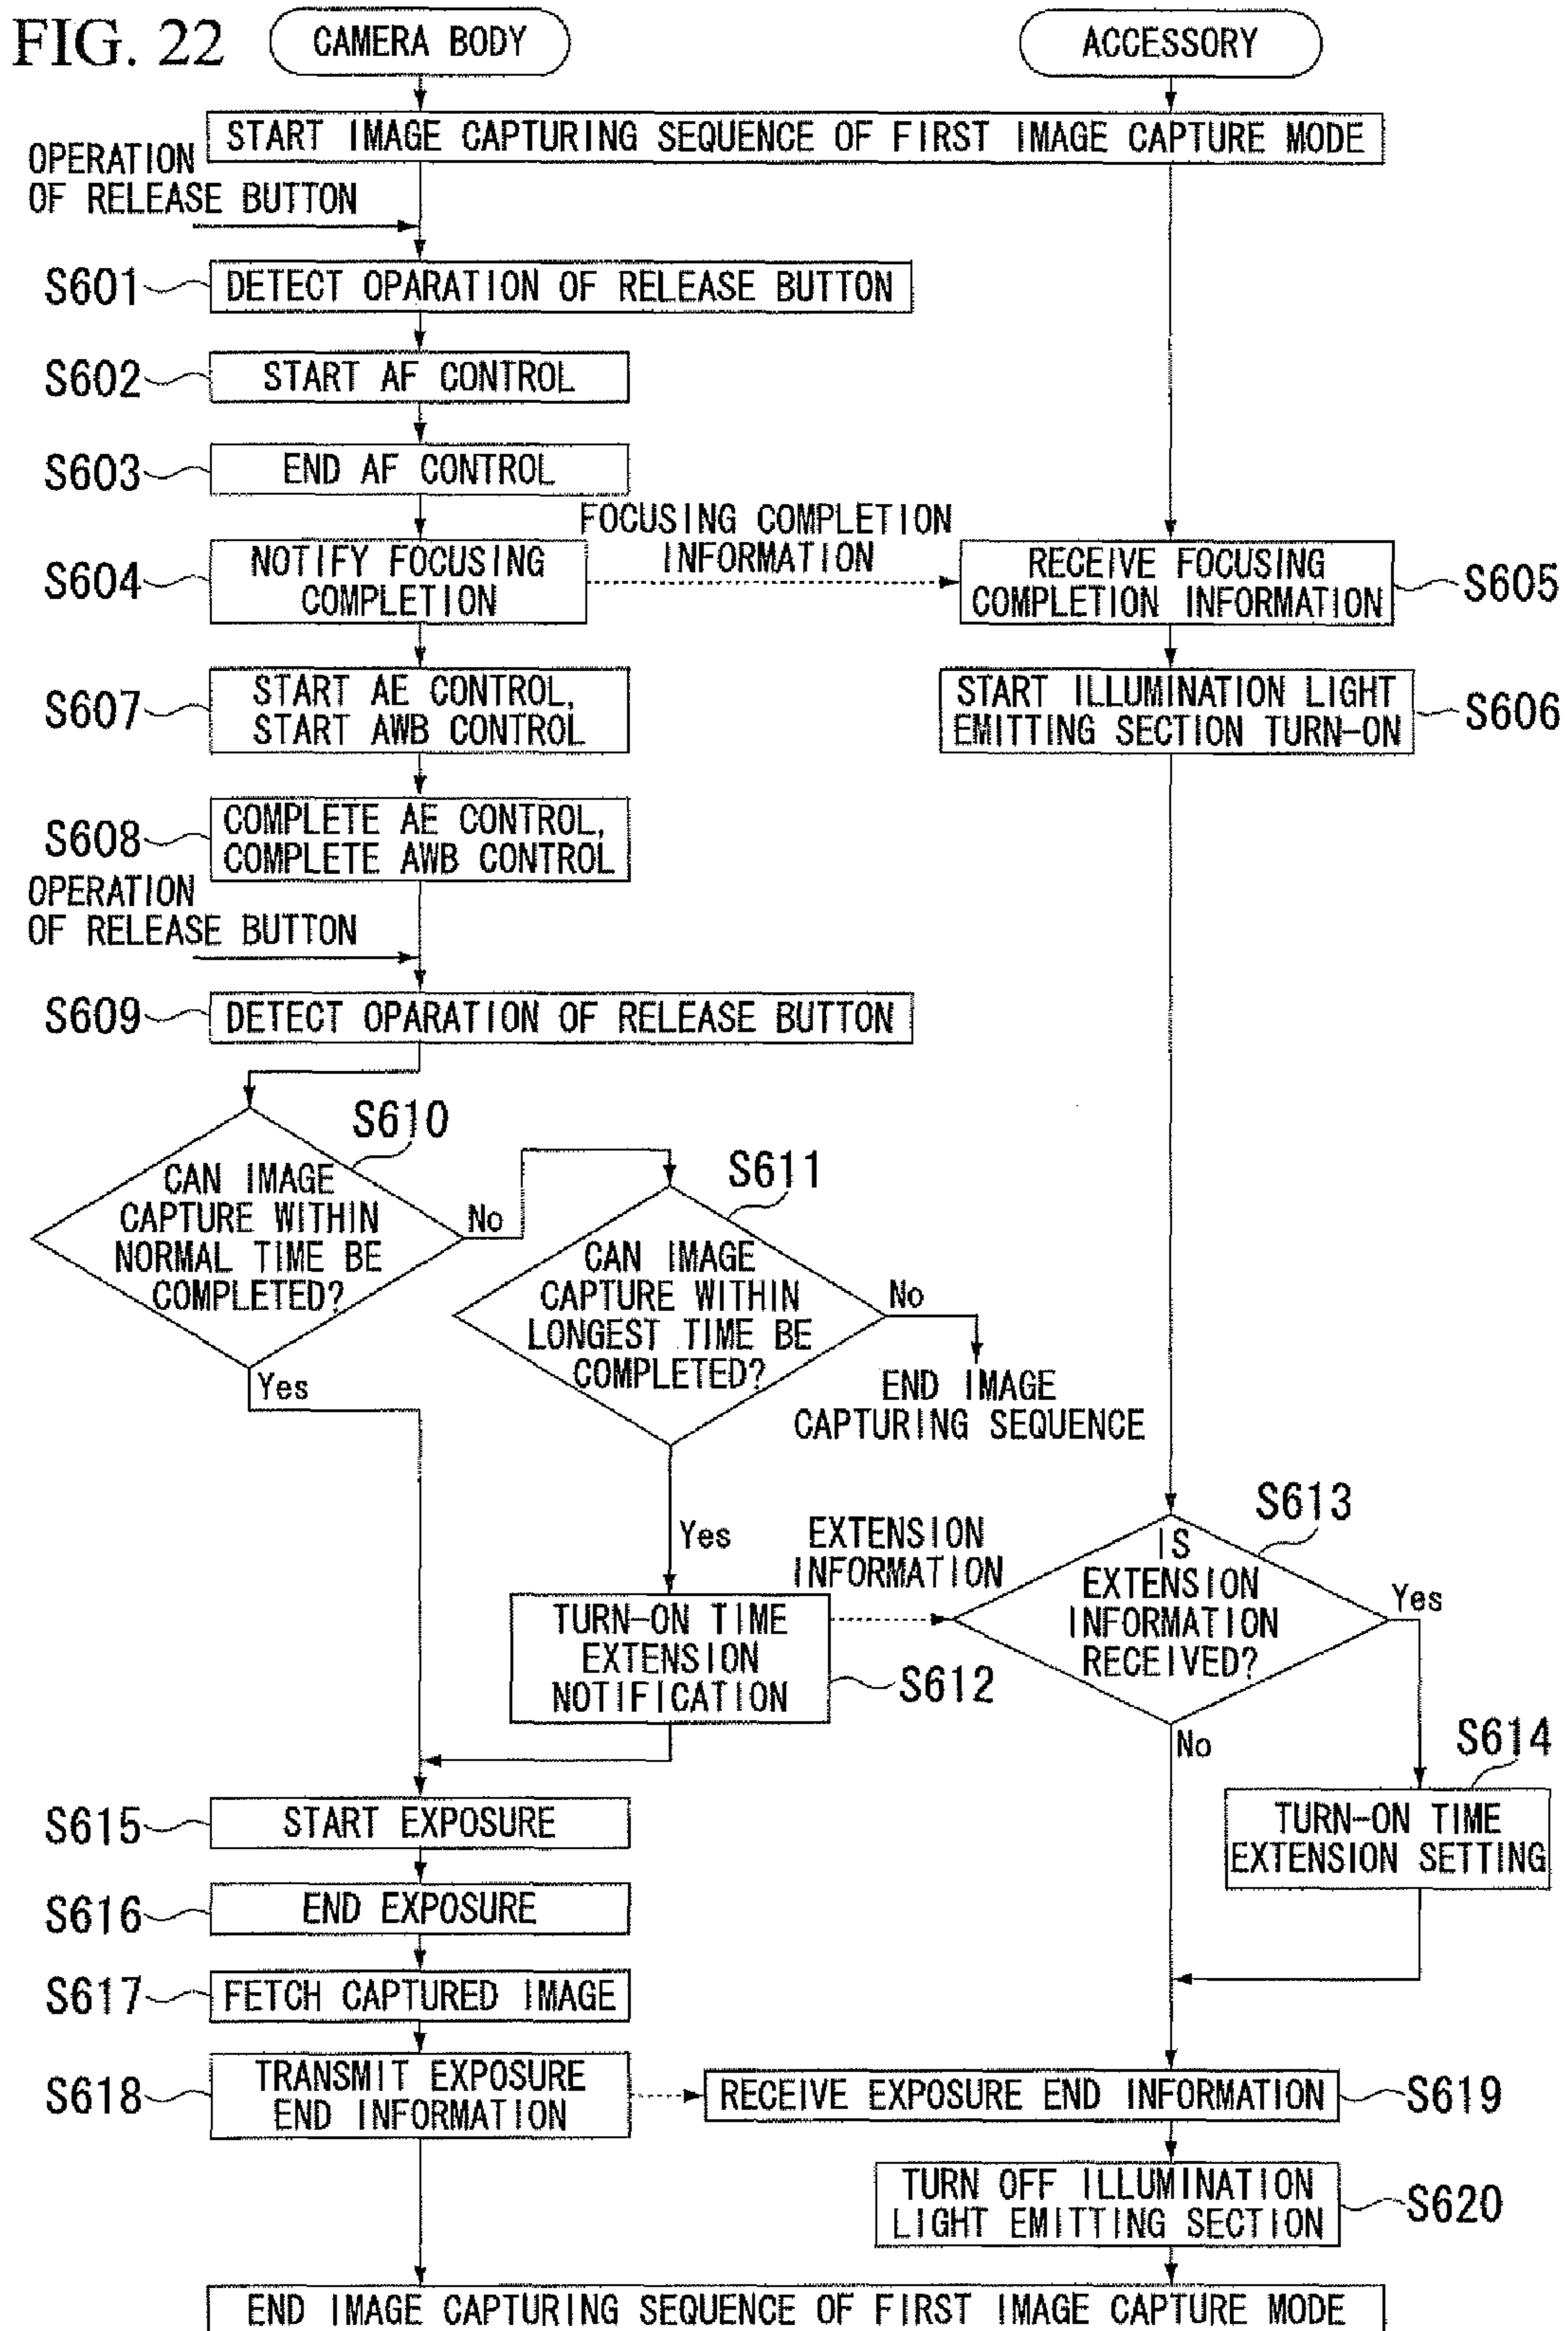 FIG. 22
CAMERA BODY
ACCESSORY
START IMAGE CAPTURING SEQUENCE OF FIRST IMAGE CAPTURE MODE
OPERATION
OF RELEASE BUTTON
S601
DETECT OPARATION OF RELEASE BUTTON
S602
START AF CONTROL
S603
END AF CONTROL
S604
NOTIFY FOCUSING
COMPLETION
FOCUSING COMPLETION
INFORMATION
RECEIVE FOCUSING
COMPLETION INFORMATION
S605
S607
START AE CONTROL,
START AWB CONTROL
START ILLUMINATION LIGHT
EMITTING SECTION TURN-ON
S606
S608
COMPLETE AE CONTROL,
COMPLETE AWB CONTROL
OPERATION
OF RELEASE BUTTON
S609
DETECT OPARATION OF RELEASE BUTTON
S610
CAN IMAGE
CAPTURE WITHIN
NORMAL TIME BE
COMPLETED?
No
Yes
S611
CAN IMAGE
CAPTURE WITHIN
LONGEST TIME BE
COMPLETED?
No
END IMAGE
CAPTURING SEQUENCE
Yes
TURN-ON TIME
EXTENSION
NOTIFICATION
S612
EXTENSION
INFORMATION
S613
IS
EXTENSION
INFORMATION
RECEIVED?
Yes
No
S614
TURN-ON TIME
EXTENSION SETTING
S615
START EXPOSURE
S616
END EXPOSURE
S617
FETCH CAPTURED IMAGE
S618
TRANSMIT EXPOSURE
END INFORMATION
RECEIVE EXPOSURE END INFORMATION
S619
TURN OFF ILLUMINATION
LIGHT EMITTING SECTION
S620
END IMAGE CAPTURING SEQUENCE OF FIRST IMAGE CAPTURE MODE